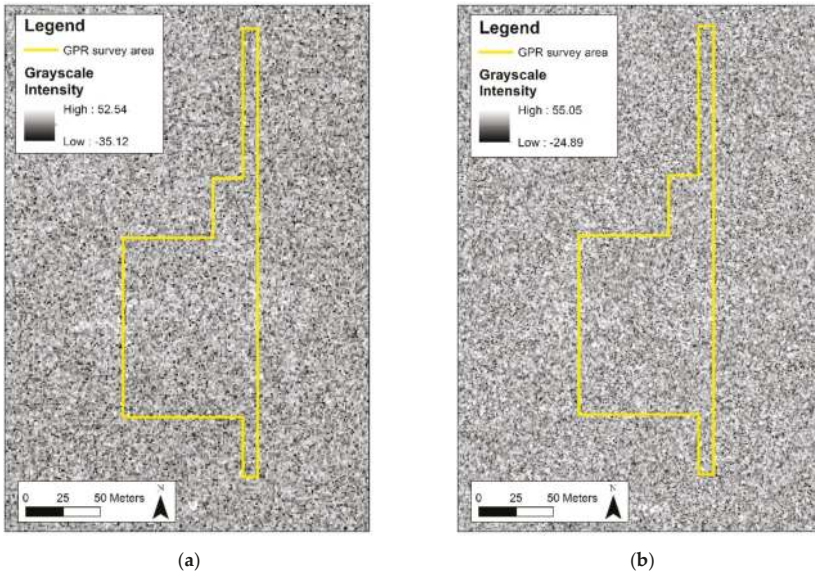 Legend
GPR survey area
Grayscale
Intensity
High : 52.54
Low : -35.12
N
0 25 50 Meters
(a)
Legend
GPR survey area
Grayscale
Intensity
High : 55.05
Low : -24.89
N
0 25 50 Meters
(b)